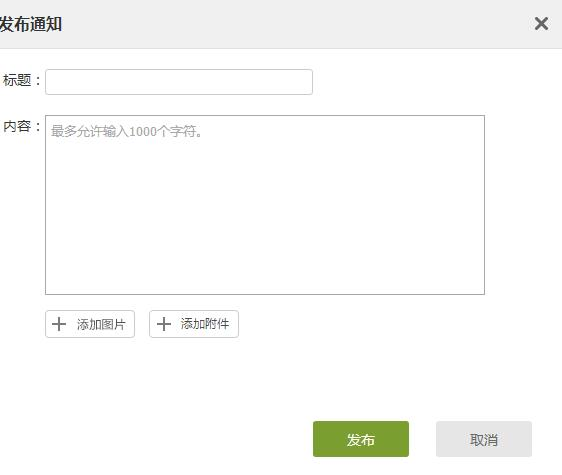 发布通知
标题：
内容：
最多允许输入1000个字符。
添加图片 添加附件
发布 取消